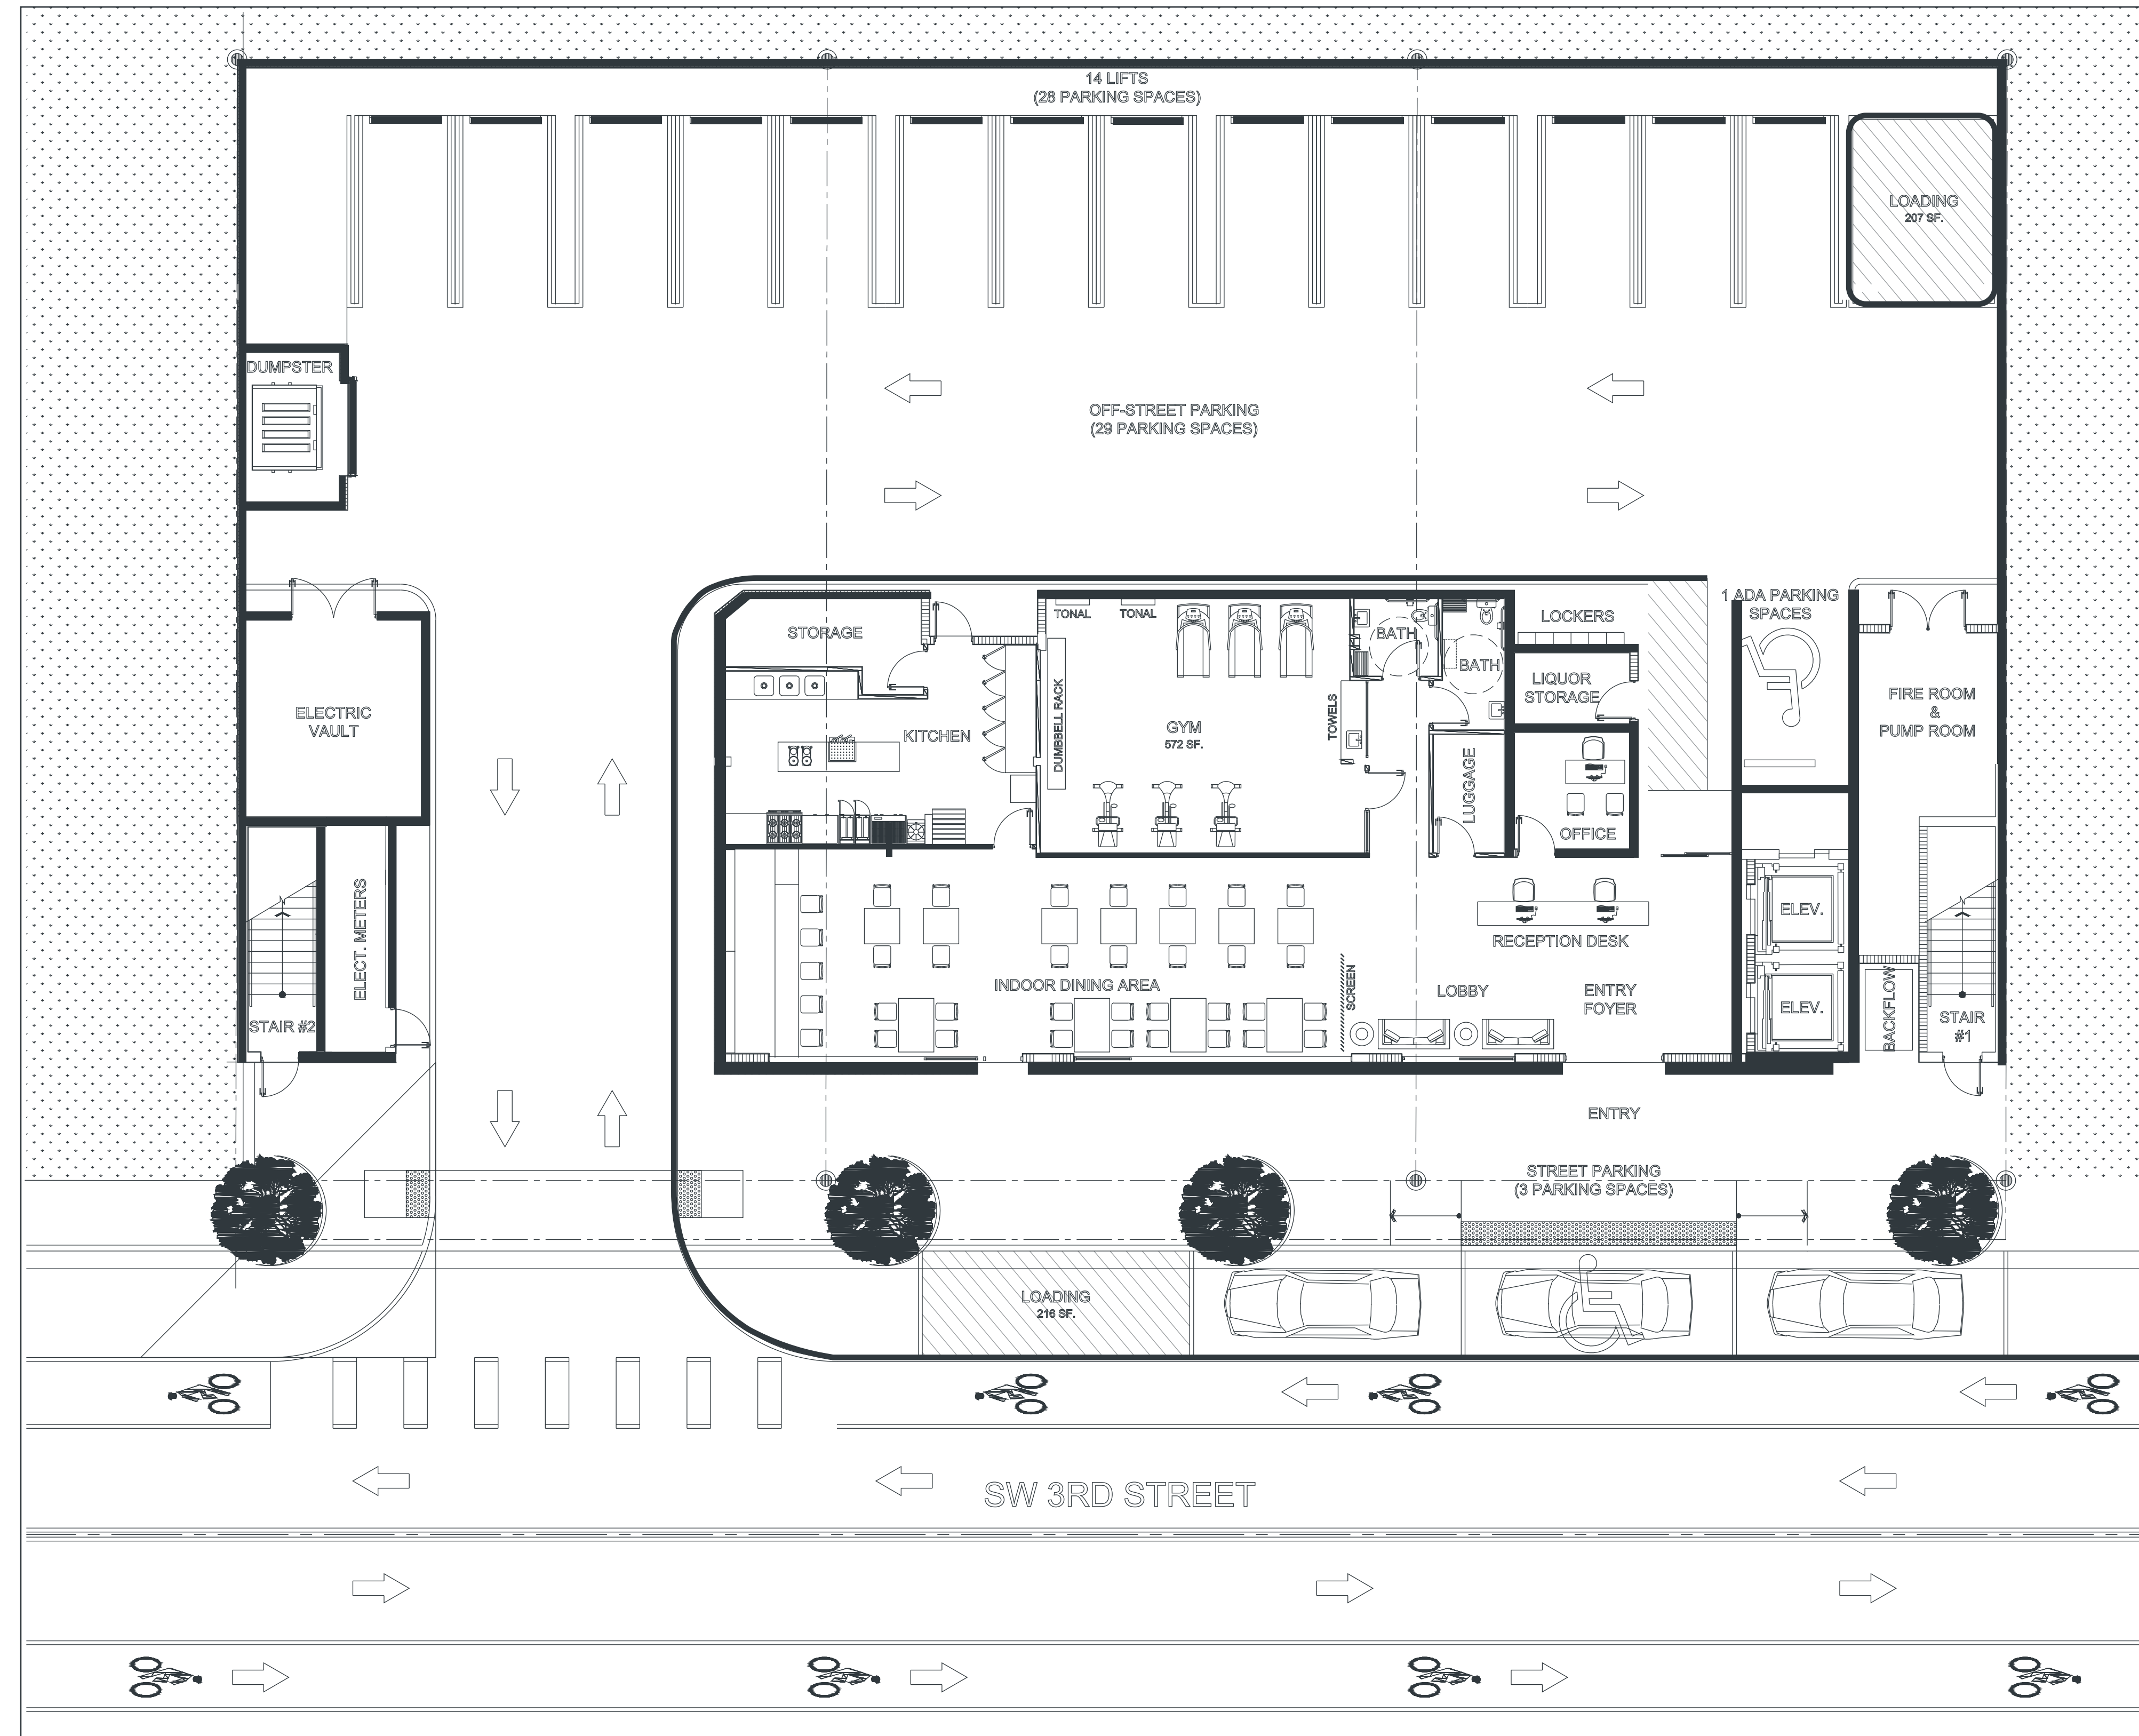 14 LIFTS
(28 PARKING SPACES)
LOADING
207 SF.
DUMPSTER
OFF-STREET PARKING
(29 PARKING SPACES)
1 ADA PARKING
SPACES
STORAGE
TONAL
TONAL
BATH
BATH
LOCKERS
LIQUOR
STORAGE
ELECTRIC
VAULT
KITCHEN
DUMBBELL RACK
GYM
572 SF.
TOWELS
LUGGAGE
OFFICE
FIRE ROOM
&
PUMP ROOM
ELECT. METERS
STAIR #2
INDOOR DINING AREA
SCREEN
RECEPTION DESK
LOBBY
ENTRY
FOYER
ELEV.
ELEV.
BACKFLOW
STAIR
#1
ENTRY
STREET PARKING
(3 PARKING SPACES)
LOADING
216 SF.
SW 3RD STREET